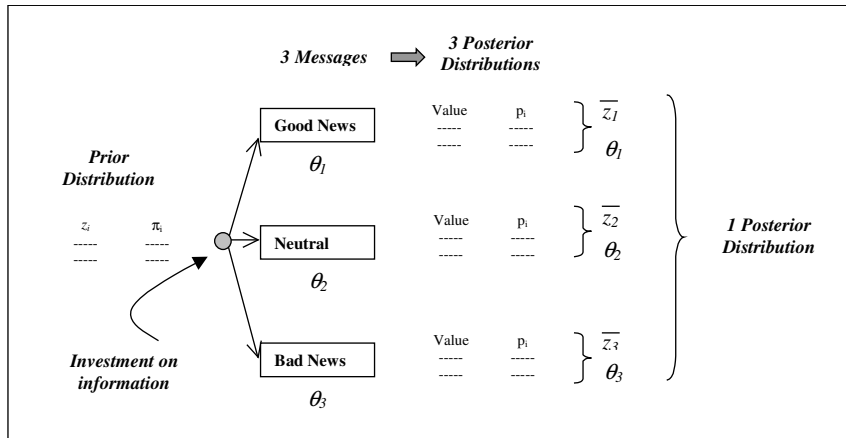 3 Messages
3 Posterior
Distributions
Good News
θ1
Value pi
----- -----
----- -----
z1
θ1
Prior
Distribution
zi πi
----- -----
----- -----
Neutral
θ2
Value pi
----- -----
----- -----
z2
θ2
1 Posterior
Distribution
Investment on
information
Bad News
θ3
Value pi
----- -----
----- -----
z3
θ3